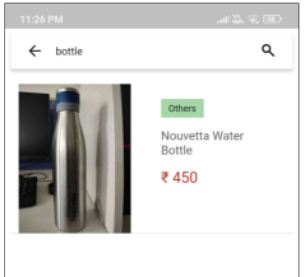 11:26 PM
bottle
Others
Nouvetta Water
Bottle
₹ 450